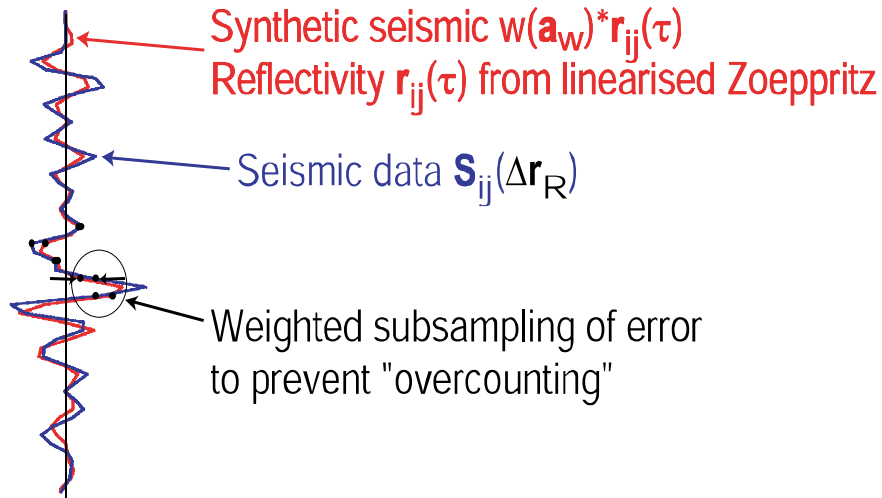 Synthetic seismic w(a_w)*r_ij(τ)
Reflectivity r_ij(τ) from linearised Zoeppritz
Seismic data S_ij(Δr_R)
Weighted subsampling of error
to prevent "overcounting"